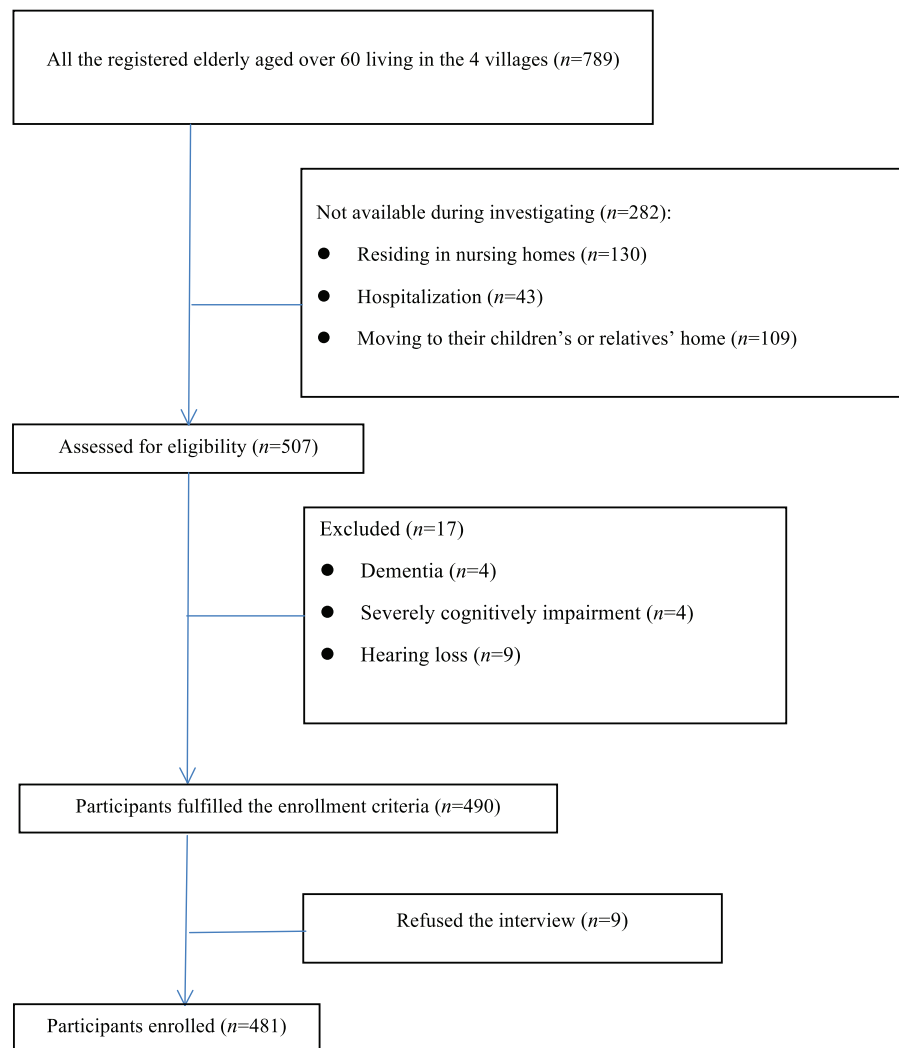 All the registered elderly aged over 60 living in the 4 villages (n=789)
Not available during investigating (n=282):
● Residing in nursing homes (n=130)
● Hospitalization (n=43)
● Moving to their children’s or relatives’ home (n=109)
Assessed for eligibility (n=507)
Excluded (n=17)
● Dementia (n=4)
● Severely cognitively impairment (n=4)
● Hearing loss (n=9)
Participants fulfilled the enrollment criteria (n=490)
Refused the interview (n=9)
Participants enrolled (n=481)